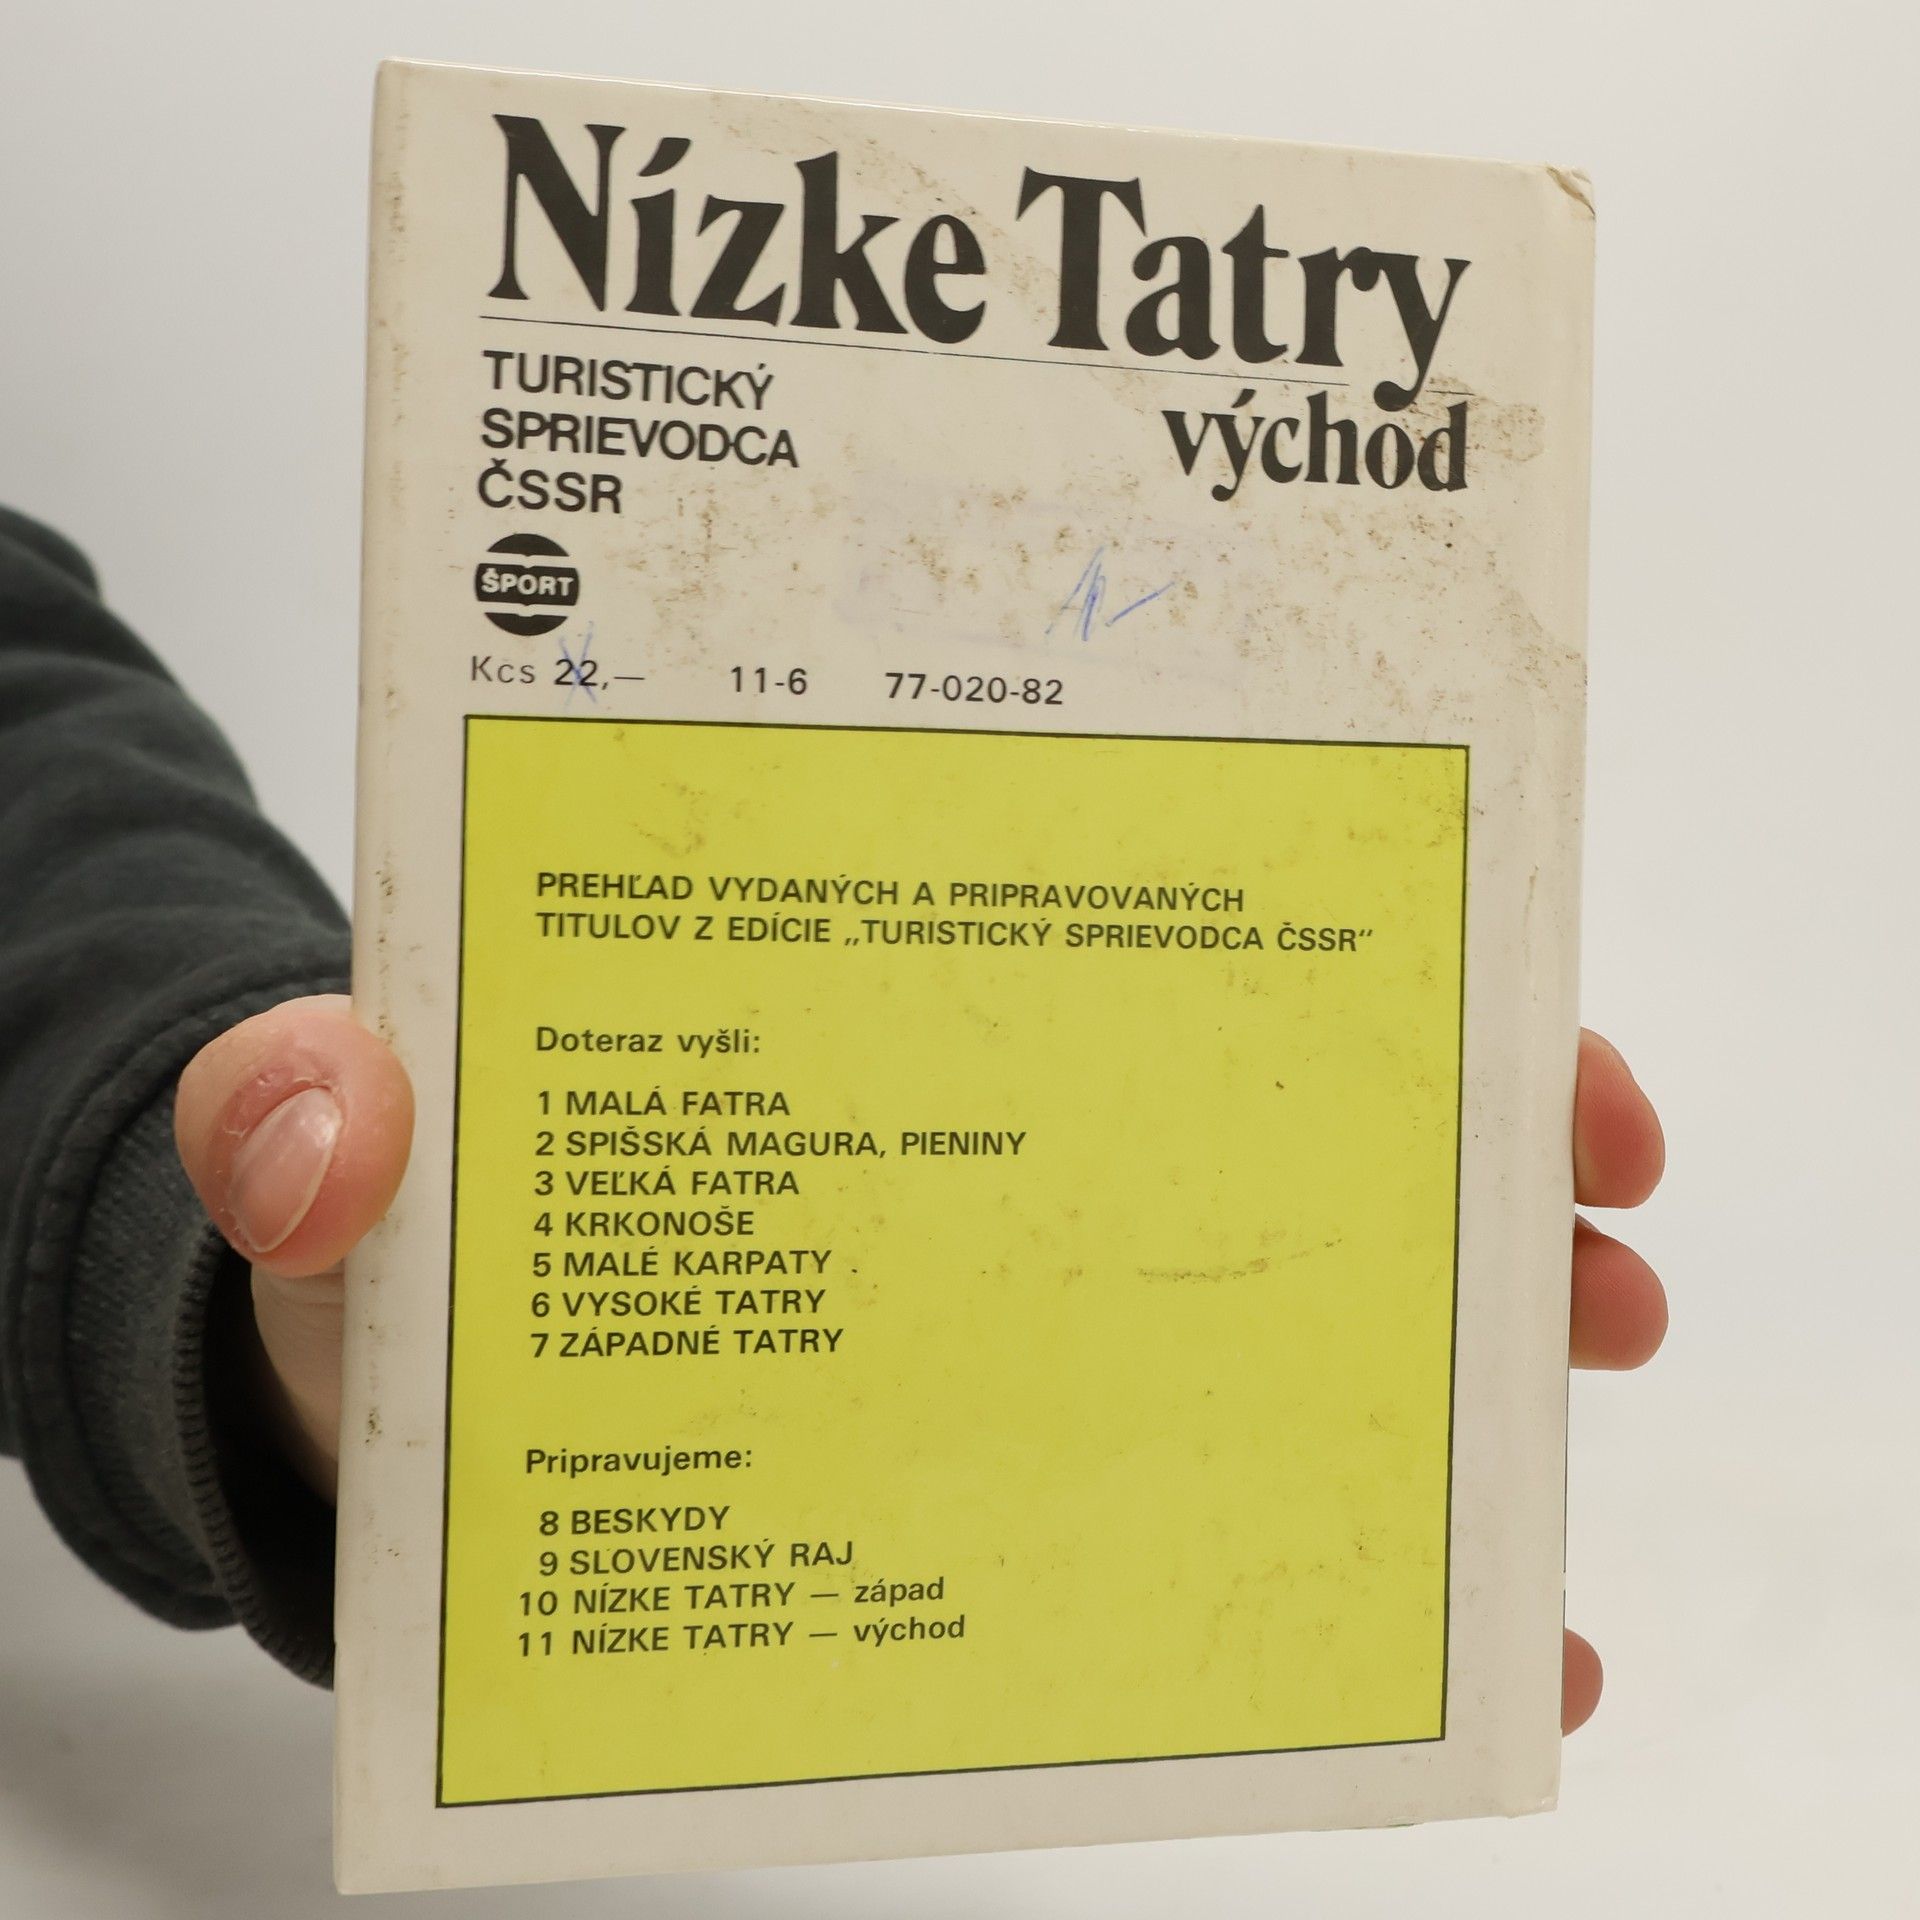 Nízke Tatry
východ
TURISTICKÝ
SPRIEVODCA
ČSSR
ŠPORT
Kcs 22,— 11-6 77-020-82
PREHĽAD VYDANÝCH A PRIPRAVOVANÝCH
TITULOV Z EDÍCIE „TURISTICKÝ SPRIEVODCA ČSSR“
Doteraz vyšli:
1 MALÁ FATRA
2 SPIŠSKÁ MAGURA, PIENINY
3 VEĽKÁ FATRA
4 KRKONOŠE
5 MALÉ KARPATY
6 VYSOKÉ TATRY
7 ZÁPADNÉ TATRY
Pripravujeme:
8 BESKYDY
9 SLOVENSKÝ RAJ
10 NÍZKE TATRY — západ
11 NÍZKE TATRY — východ